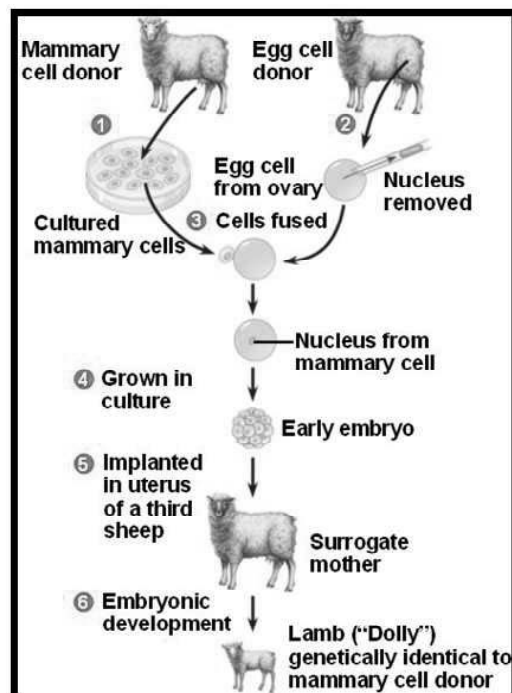 Mammary
cell donor
Egg cell
donor
1
2
Egg cell
from ovary
Nucleus
removed
Cultured
mammary cells
3 Cells fused
Nucleus from
mammary cell
4 Grown in
culture
Early embryo
5 Implanted
in uterus
of a third
sheep
Surrogate
mother
6 Embryonic
development
Lamb (“Dolly”)
genetically identical to
mammary cell donor